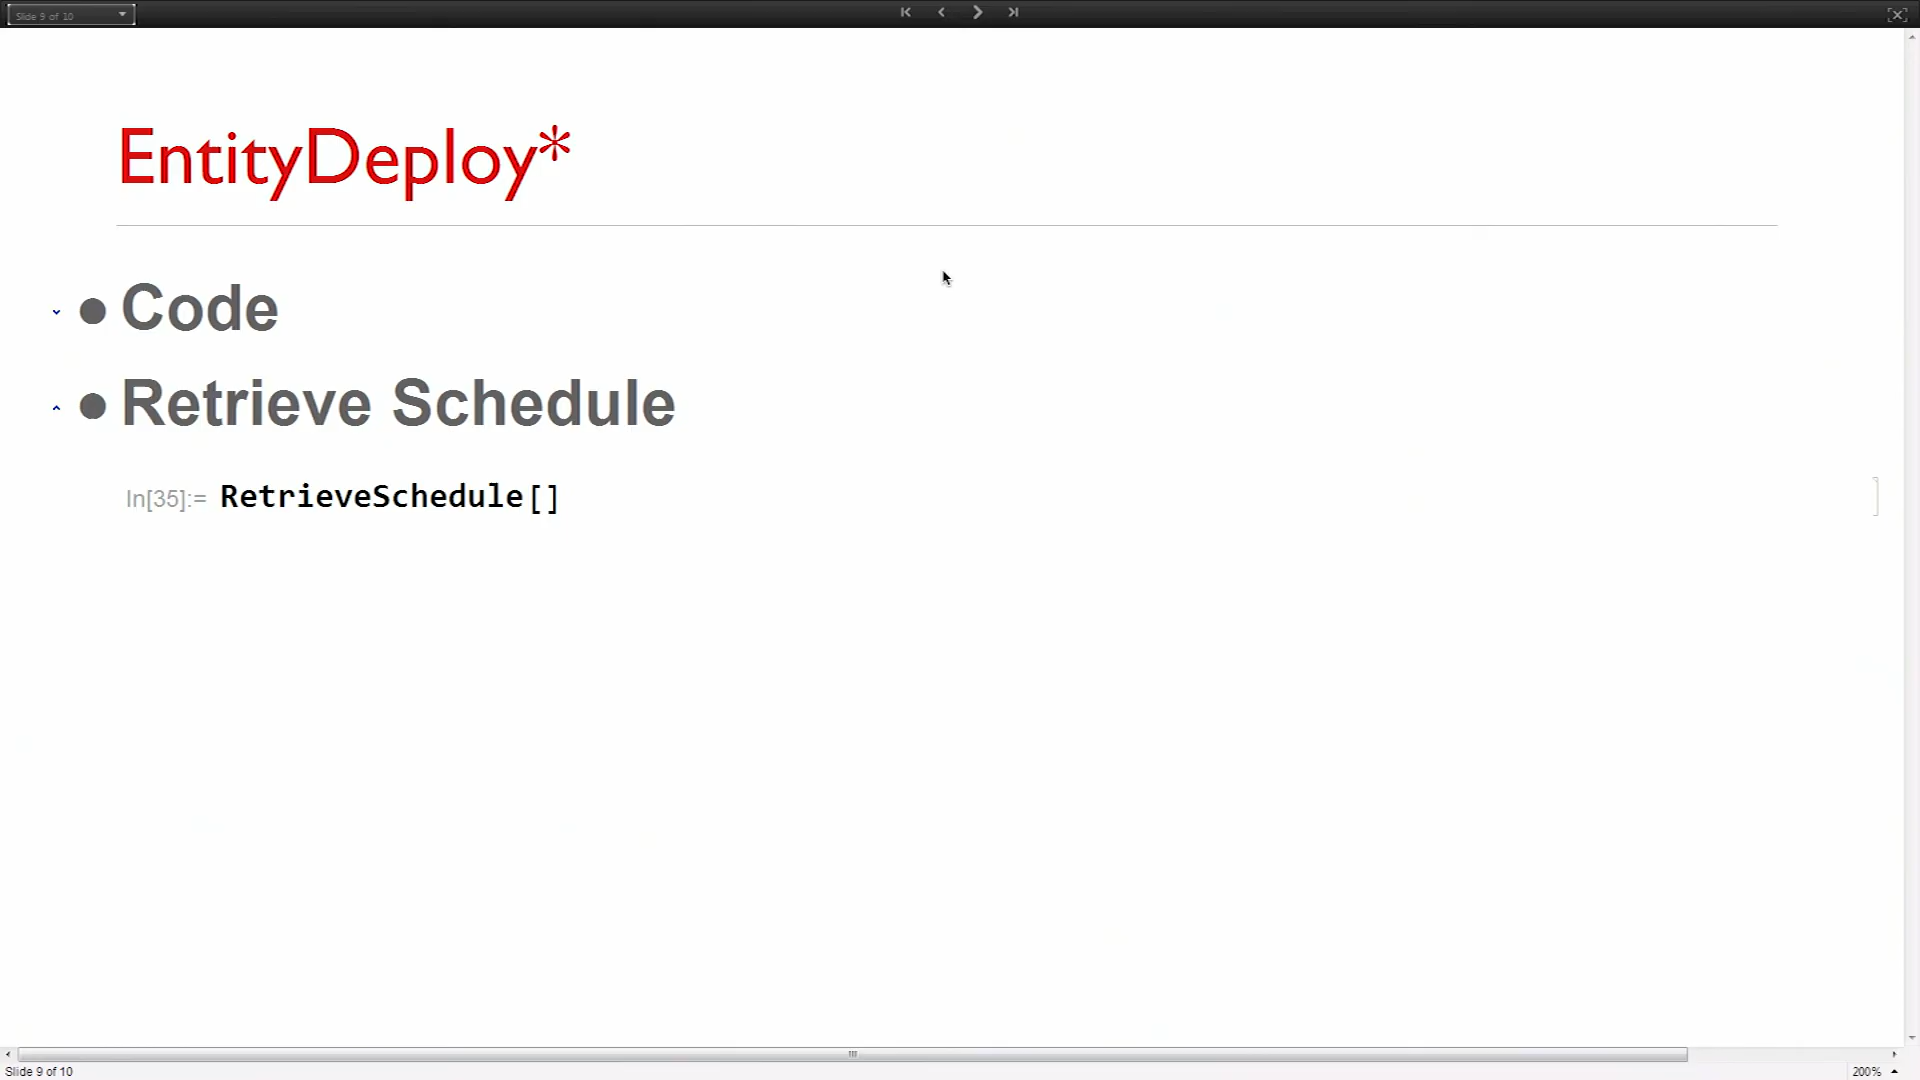 Slide 9 of 10
EntityDeploy*
Code
Retrieve Schedule
In[35]:= RetrieveSchedule[]
Slide 9 of 10
200%